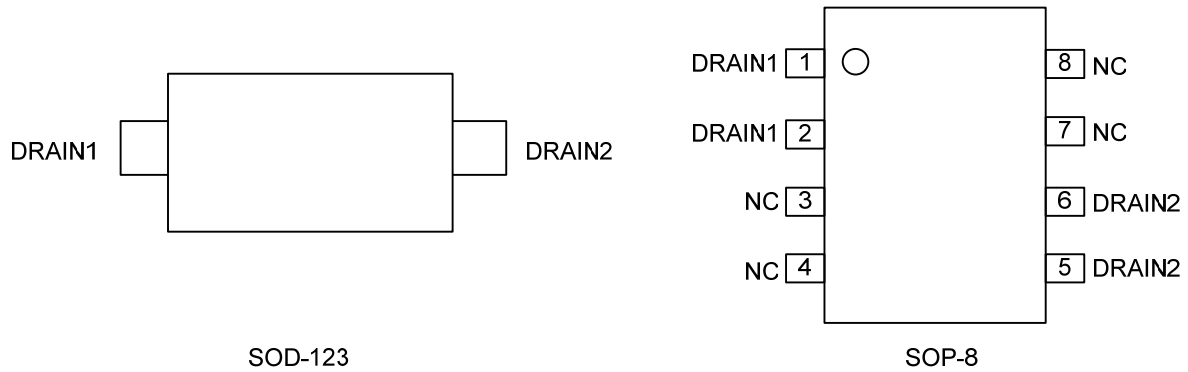 DRAIN1
DRAIN2
SOD-123
DRAIN1 1
DRAIN1 2
NC 3
NC 4
8 NC
7 NC
6 DRAIN2
5 DRAIN2
SOP-8